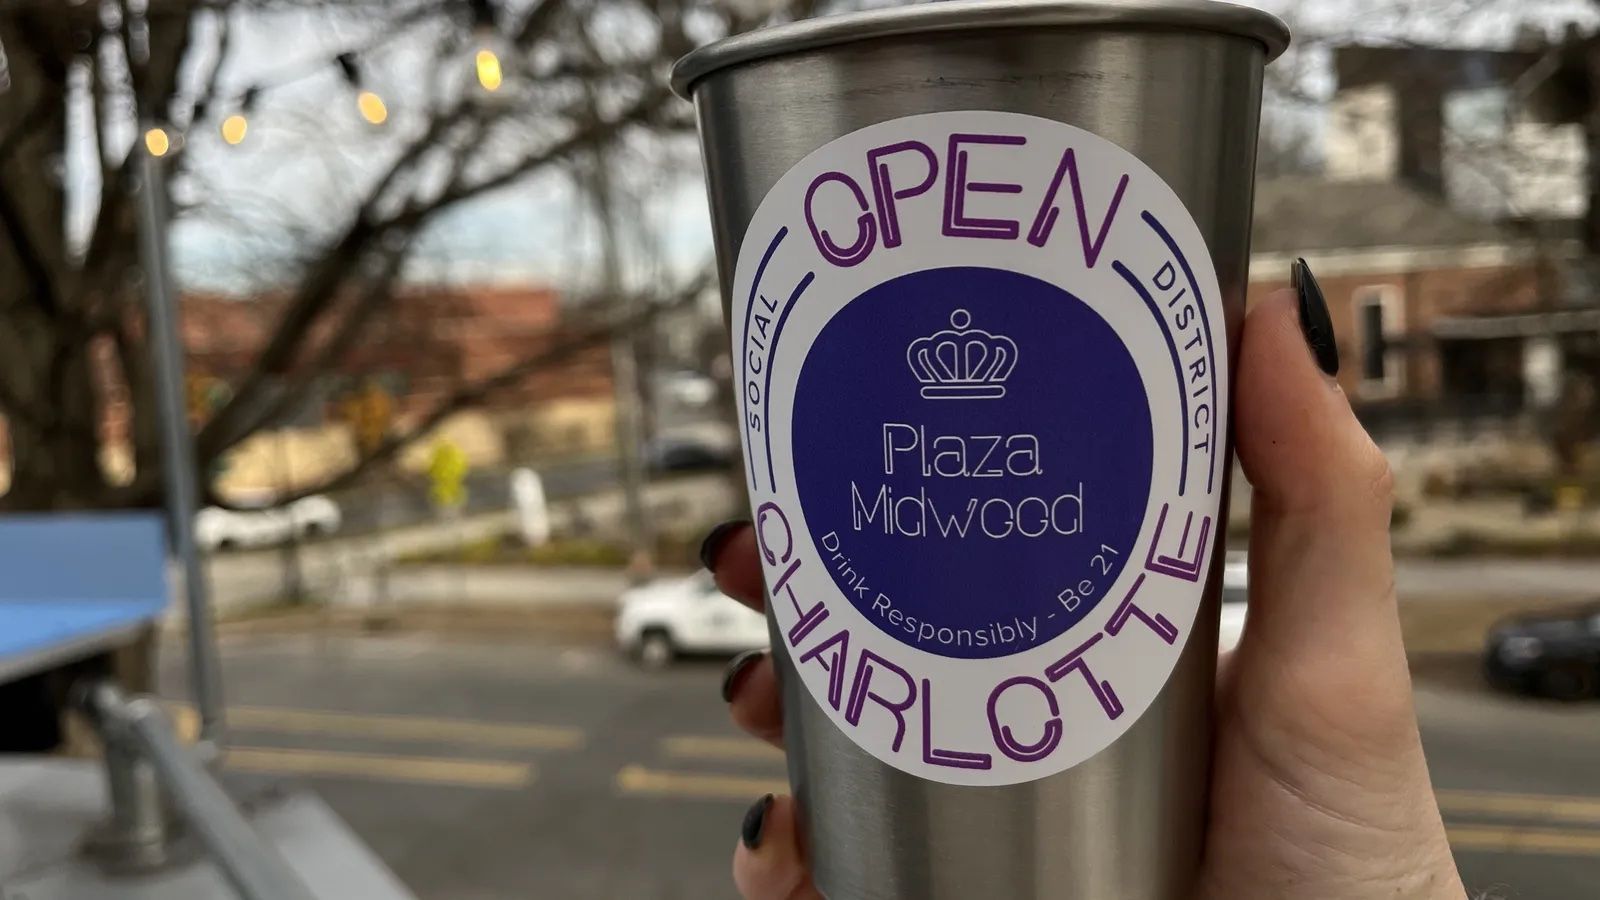 OPEN
SOCIAL
DISTRICT
Plaza
Midwood
Drink Responsibly - Be 21
CHARLOTTE